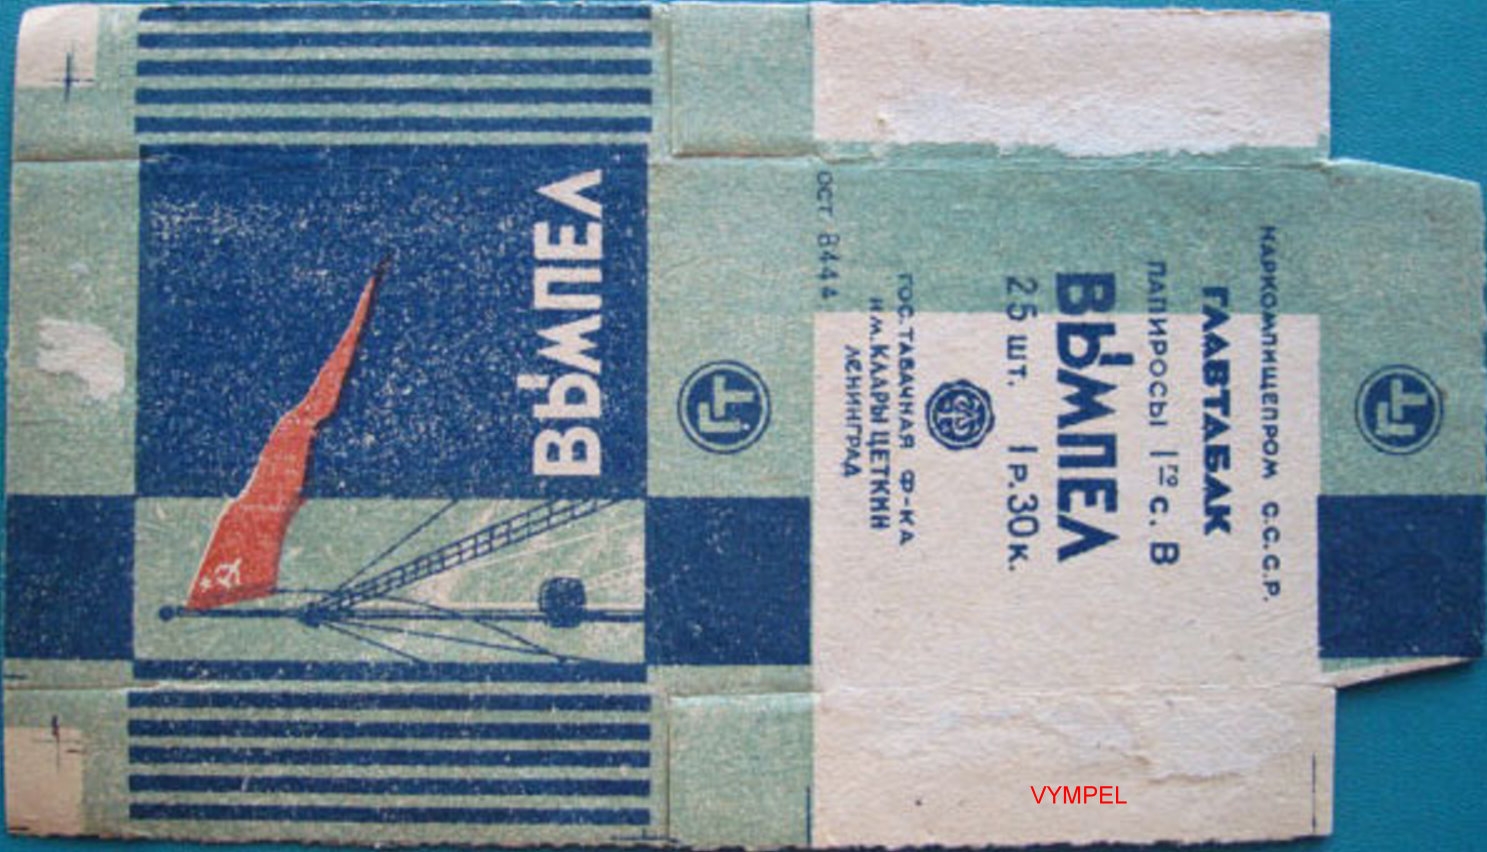 ВЫМПЕЛ
НАРКОМПИЩЕПРОМ С.С.С.Р.
ГЛАВТАБАК
ПАПИРОСЫ 1го с. В
ВЫМПЕЛ
25 шт. 1 р. 30 к.
ГОС. ТАБАЧНАЯ Ф-КА
им. КЛАРЫ ЦЕТКИН
ЛЕНИНГРАД
ОСТ 8444
VYMPEL